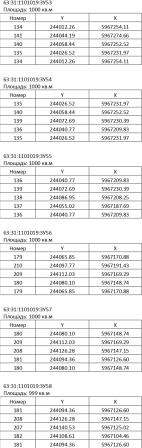 63:31:1101019:ЗУ53
Площадь: 1000 кв.м
Номер Y X
134 244012.26 5967254.11
141 244044.19 5967274.66
140 244058.44 5967252.52
135 244026.52 5967231.97
134 244012.26 5967254.11
63:31:1101019:ЗУ54
Площадь: 1000 кв.м
Номер Y X
135 244026.52 5967231.97
140 244058.44 5967252.52
139 244072.69 5967230.39
136 244040.77 5967209.83
135 244026.52 5967231.97
63:31:1101019:ЗУ55
Площадь: 1000 кв.м
Номер Y X
136 244040.77 5967209.83
139 244072.69 5967230.39
138 244086.95 5967208.25
137 244055.02 5967187.69
136 244040.77 5967209.83
63:31:1101019:ЗУ56
Площадь: 1000 кв.м
Номер Y X
179 244065.85 5967170.88
210 244097.77 5967191.43
209 244112.03 5967169.29
180 244080.10 5967148.74
179 244065.85 5967170.88
63:31:1101019:ЗУ57
Площадь: 1000 кв.м
Номер Y X
180 244080.10 5967148.74
209 244112.03 5967169.29
208 244126.28 5967147.15
181 244094.36 5967126.60
180 244080.10 5967148.74
63:31:1101019:ЗУ58
Площадь: 999 кв.м
Номер Y X
181 244094.36 5967126.60
208 244126.28 5967147.15
207 244140.53 5967125.02
182 244108.61 5967104.46
181 244094.36 5967126.60